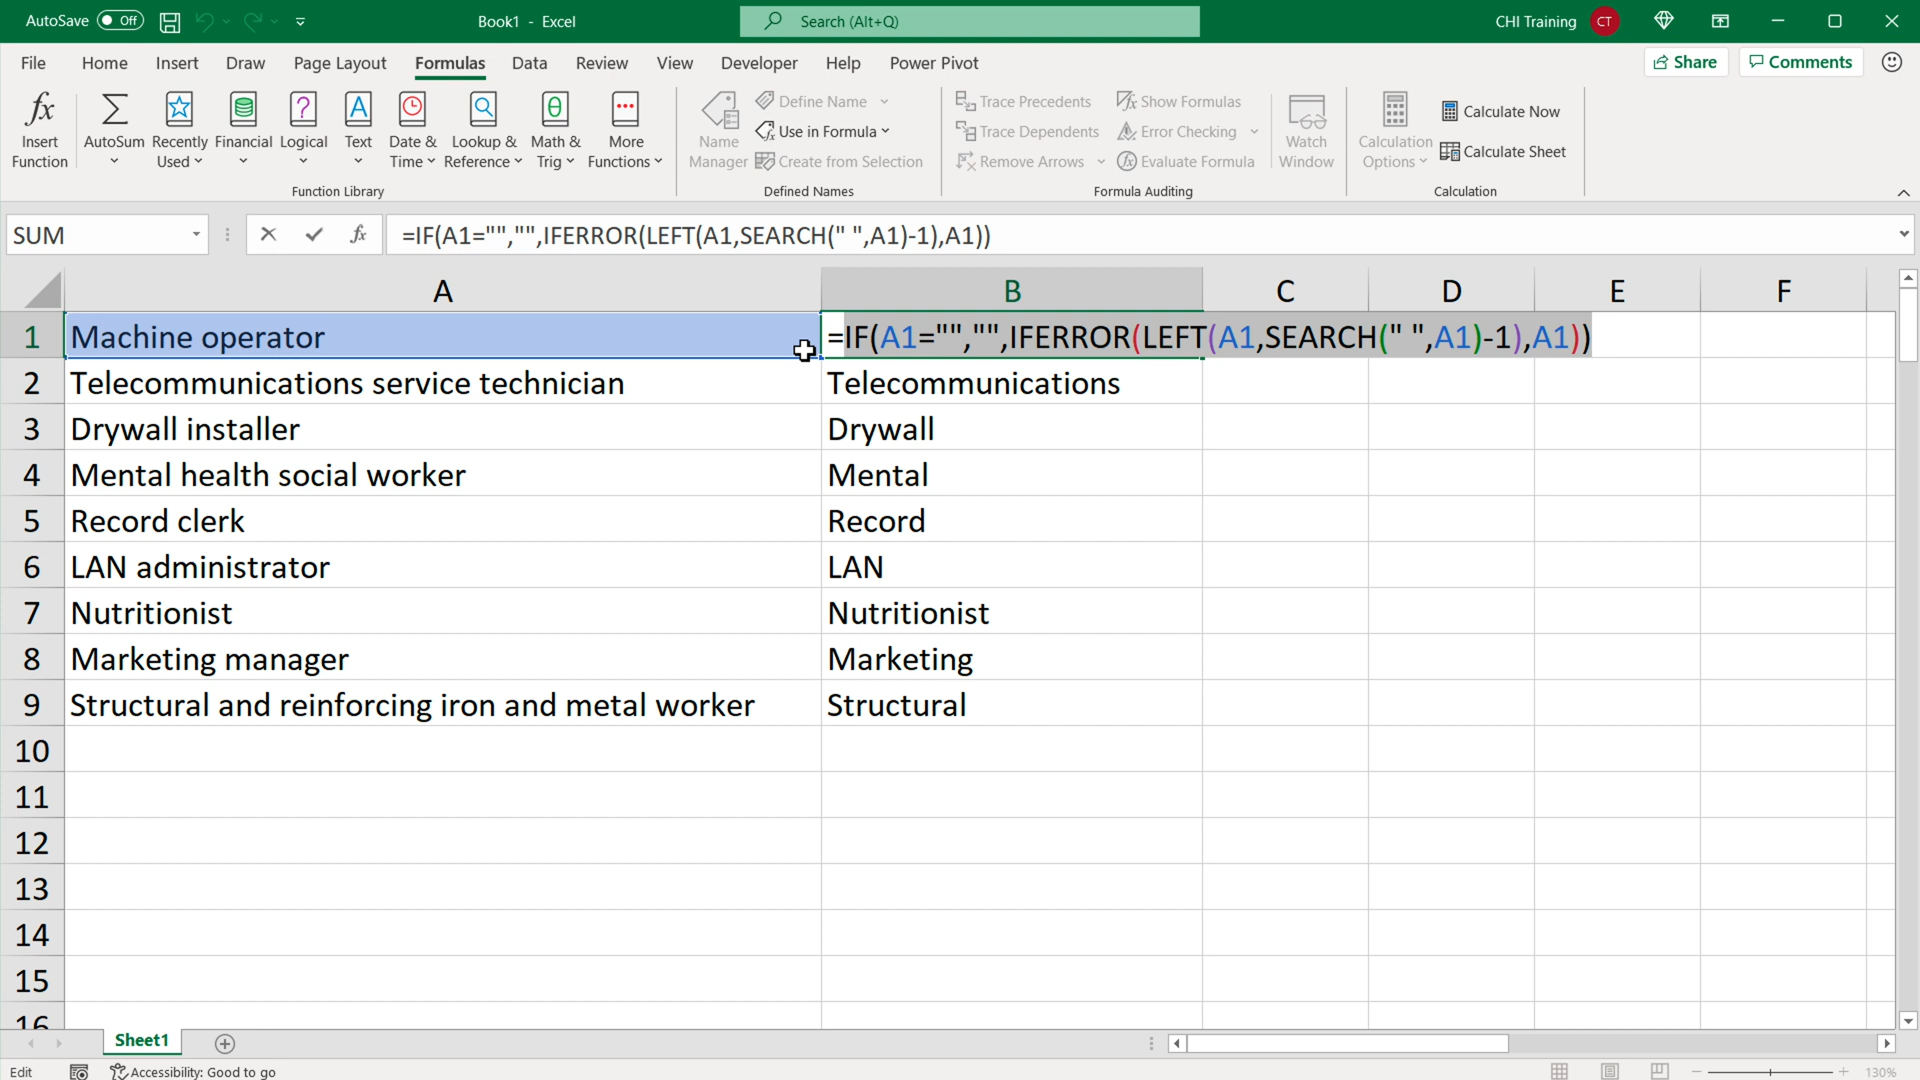 AutoSave Off Book1 - Excel Search (Alt+Q) CHI Training CT
File Home Insert Draw Page Layout Formulas Data Review View Developer Help Power Pivot Share Comments
Insert Function AutoSum Recently Used Financial Logical Text Date & Time Lookup & Reference Math & Trig More Functions
Function Library
Name Manager Define Name
Use in Formula
Create from Selection
Defined Names
Trace Precedents Show Formulas
Trace Dependents Error Checking
Remove Arrows Evaluate Formula
Watch Window
Formula Auditing
Calculation Options Calculate Now
Calculate Sheet
Calculation
SUM fx =IF(A1="","",IFERROR(LEFT(A1,SEARCH(" ",A1)-1),A1))
A B C D E F
1 Machine operator =IF(A1="","",IFERROR(LEFT(A1,SEARCH(" ",A1)-1),A1))
2 Telecommunications service technician Telecommunications
3 Drywall installer Drywall
4 Mental health social worker Mental
5 Record clerk Record
6 LAN administrator LAN
7 Nutritionist Nutritionist
8 Marketing manager Marketing
9 Structural and reinforcing iron and metal worker Structural
10
11
12
13
14
15
16
Sheet1
Edit Accessibility: Good to go 130%